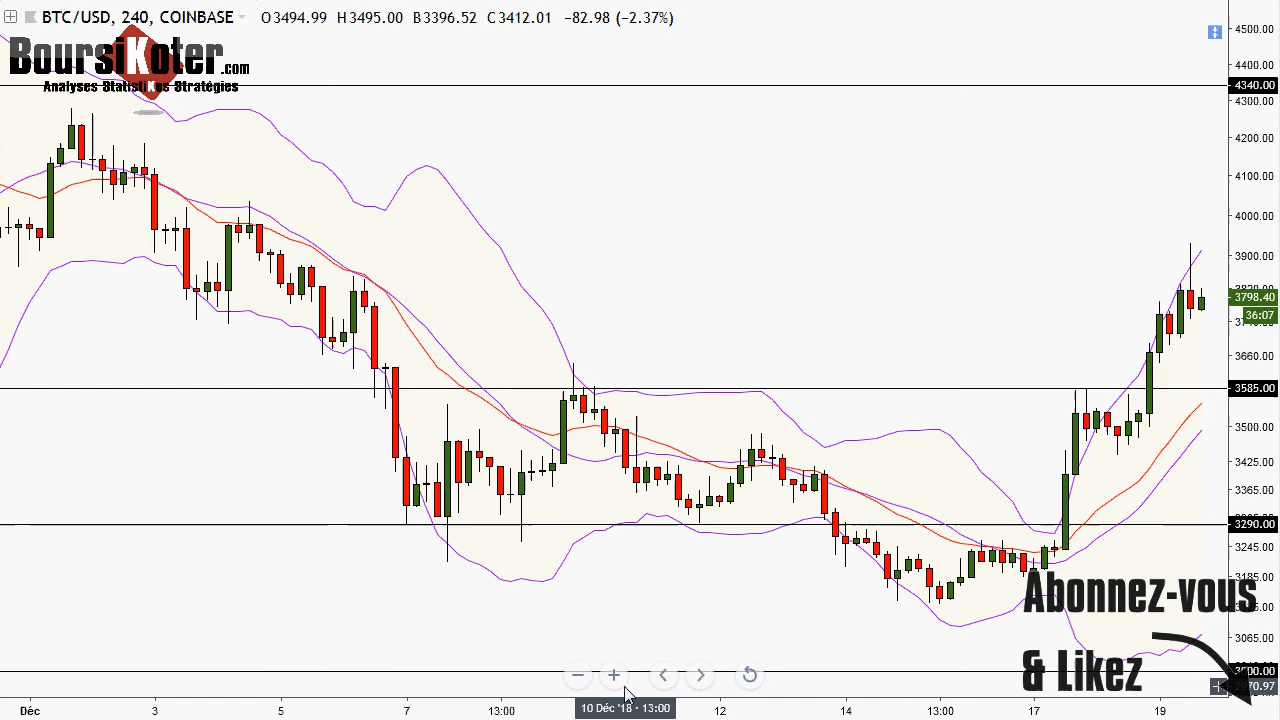 BTC/USD, 240, COINBASE O3494.99 H3495.00 B3396.52 C3412.01 −82.98 (−2.37%)
BoursiKoter.com
Analyses StatistiKes Stratégies
4500.00
4400.00
4340.00
4300.00
4200.00
4100.00
4000.00
3900.00
3798.40
36:07
3660.00
3585.00
3500.00
3425.00
3365.00
3290.00
3245.00
3185.00
3065.00
Abonnez-vous
& Likez
10 Déc '18 - 13:00
Déc 3 5 7 13:00 12 14 13:00 17 19